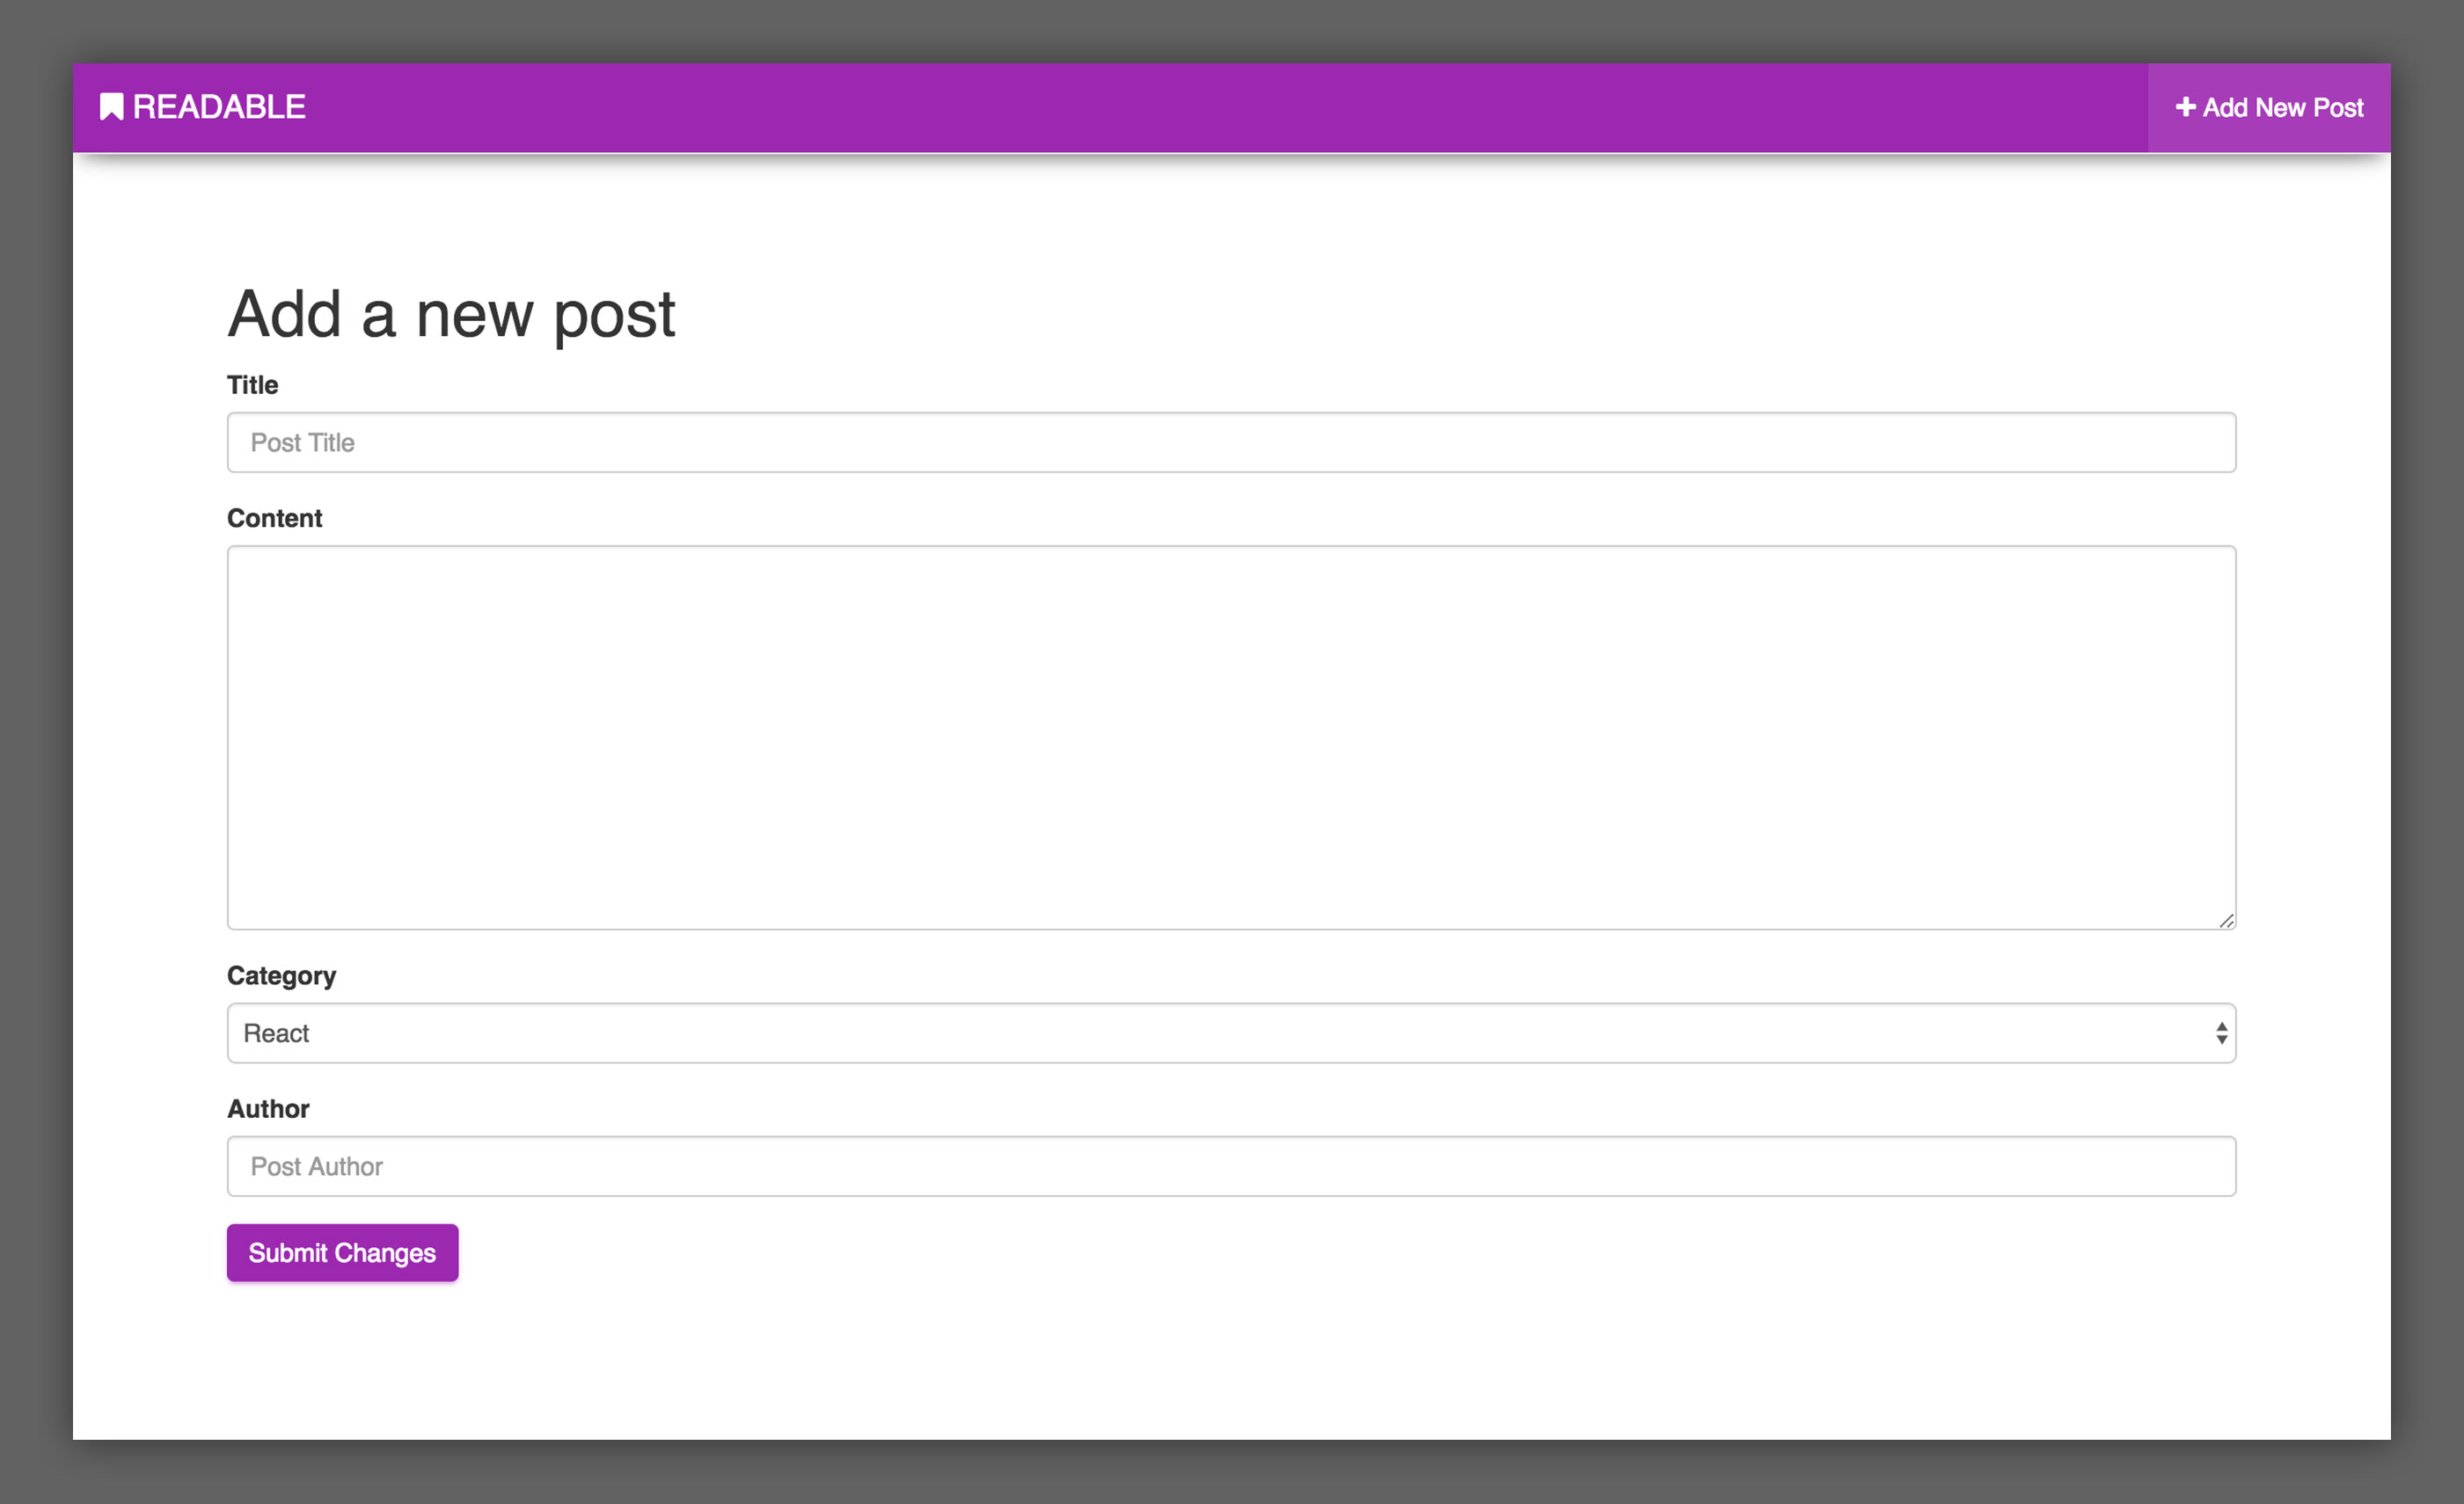 READABLE
Add New Post
Add a new post
Title
Post Title
Content
Category
React
Author
Post Author
Submit Changes